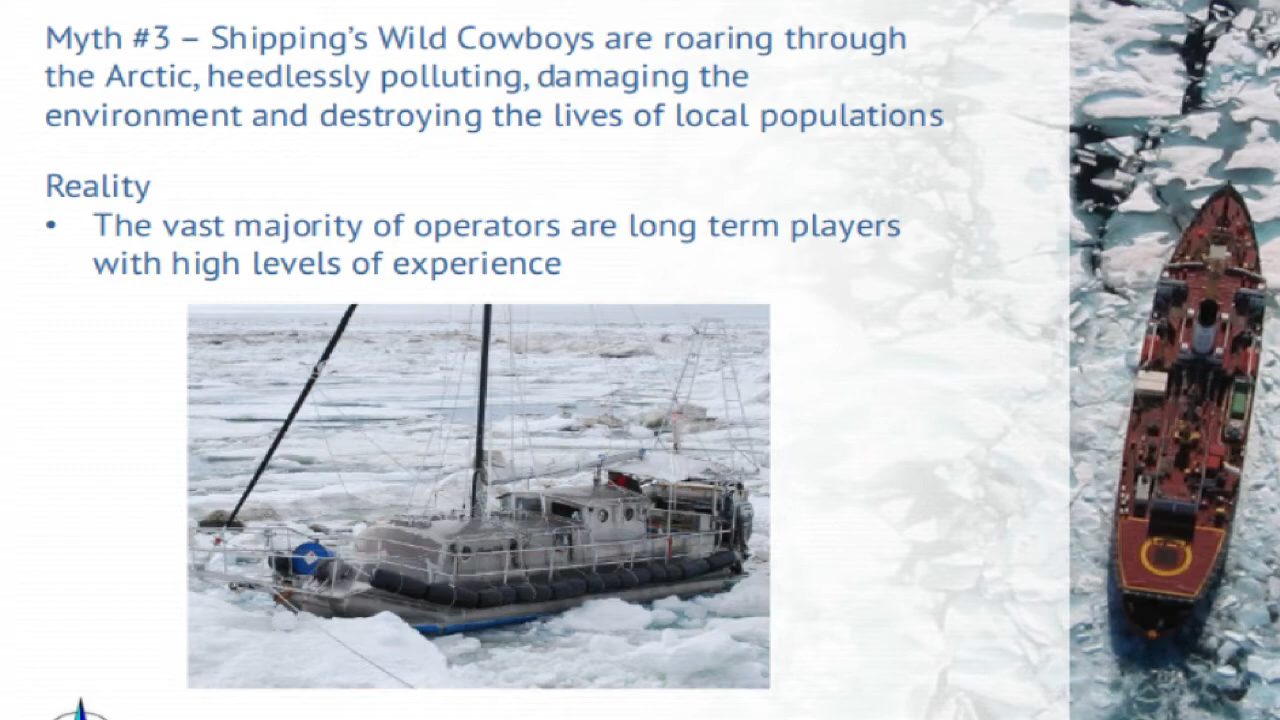 Myth #3 – Shipping’s Wild Cowboys are roaring through
the Arctic, heedlessly polluting, damaging the
environment and destroying the lives of local populations
Reality
• The vast majority of operators are long term players
with high levels of experience